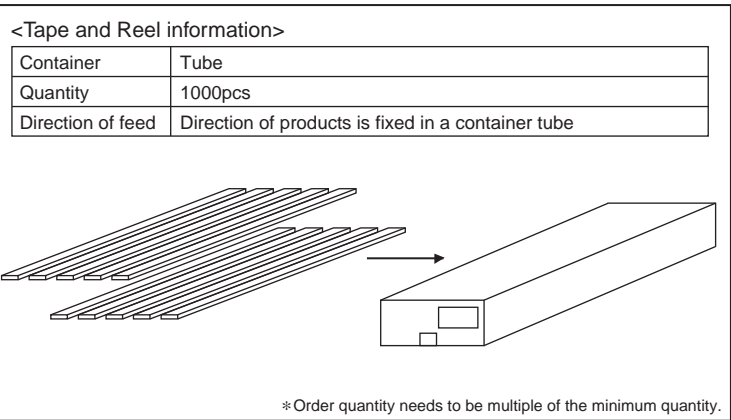 <Tape and Reel information>
Container Tube
Quantity 1000pcs
Direction of feed Direction of products is fixed in a container tube
*Order quantity needs to be multiple of the minimum quantity.